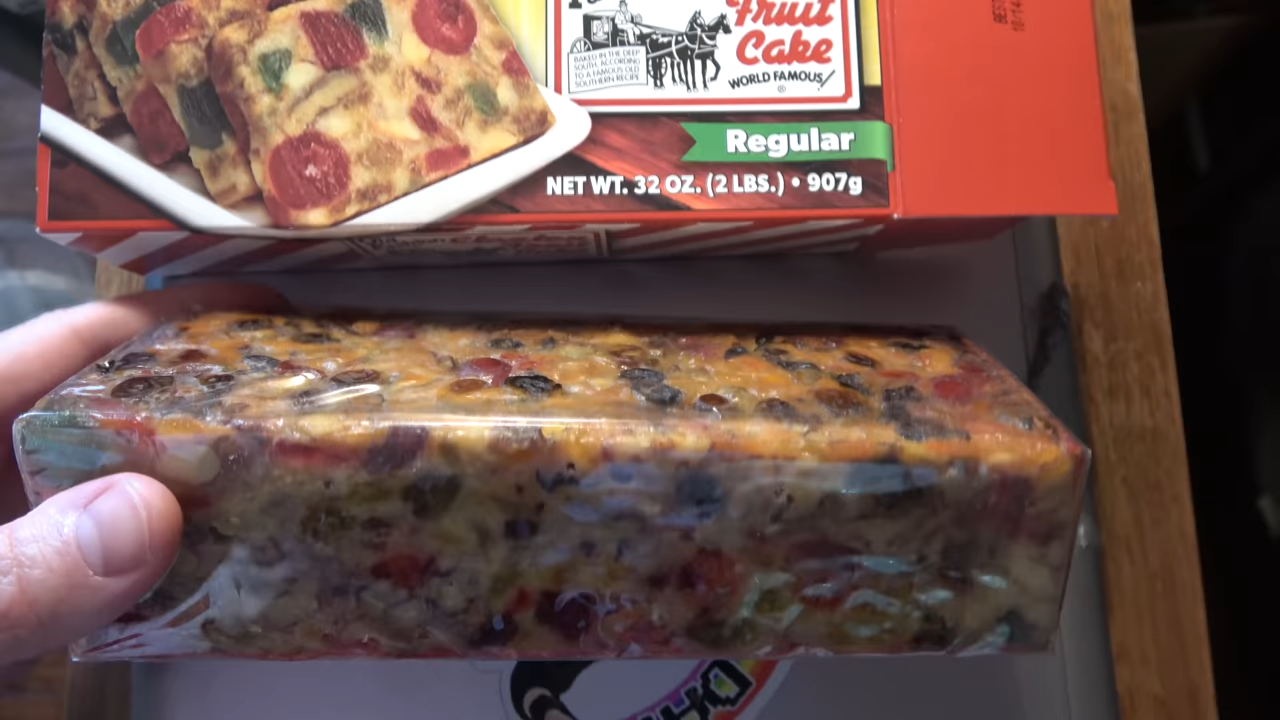 Fruit
Cake
WORLD FAMOUS!
®
BAKED IN THE DEEP
SOUTH, ACCORDING
TO A FAMOUS OLD
SOUTHERN RECIPE
Regular
NET WT. 32 OZ. (2 LBS.) • 907g